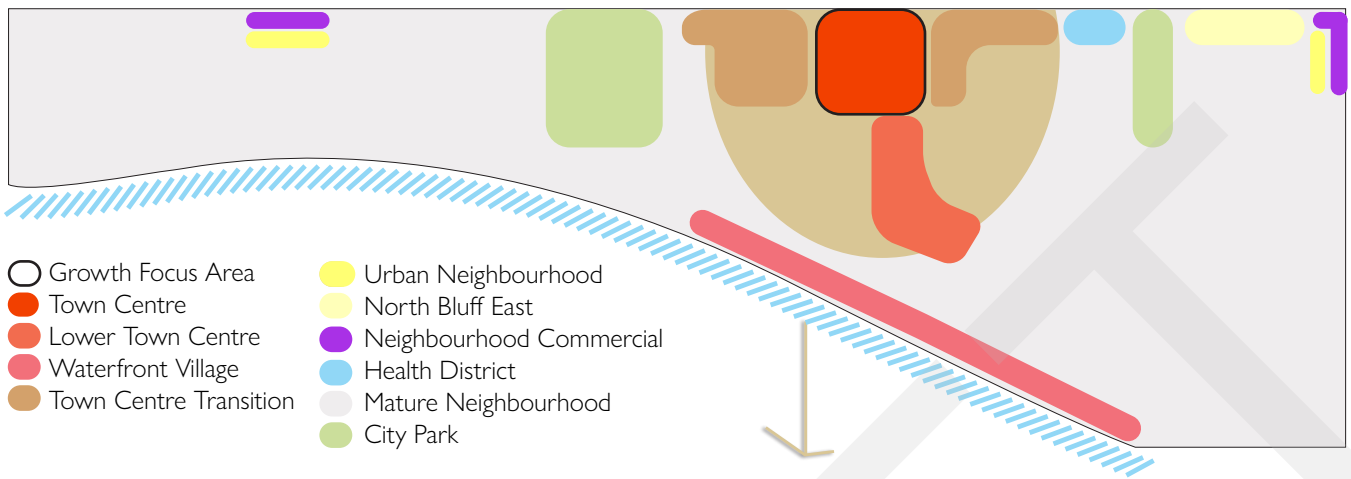 Growth Focus Area
Town Centre
Lower Town Centre
Waterfront Village
Town Centre Transition
Urban Neighbourhood
North Bluff East
Neighbourhood Commercial
Health District
Mature Neighbourhood
City Park